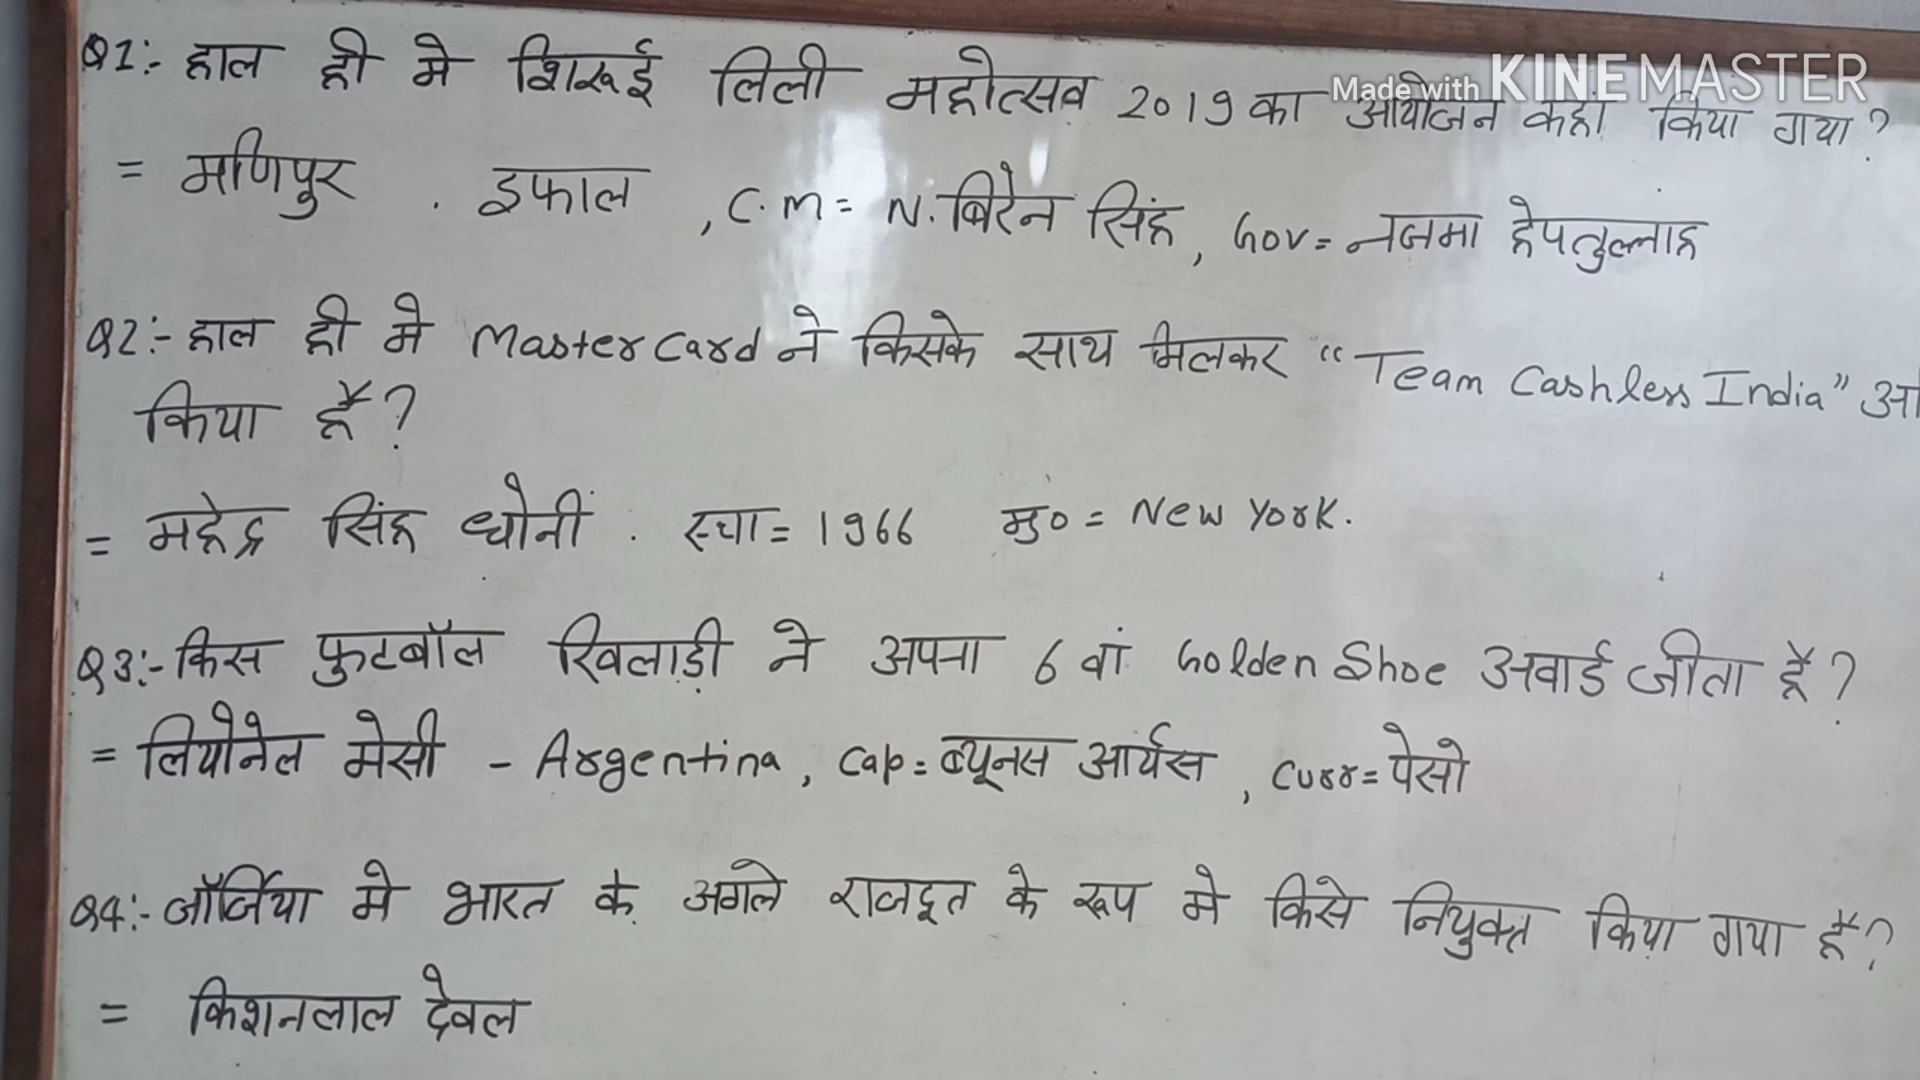 Q1:- हाल ही मे शिरूई लिली महोत्सव 2019 का आयोजन कहां किया गया?
Made with KINEMASTER
= मणिपुर . इफाल , C.M = N. बिरेन सिंह, Gov = नजमा हेपतुल्लाह
Q2:- हाल ही मे MasterCard ने किसके साथ मिलकर "Team Cashless India"
किया हैं?
= महेद्र सिंह धोनीं . स्था = 1966 मु० = New York.
Q3:- किस फुटबॉल खिलाड़ी ने अपना 6 वां Golden Shoe अवार्ड जीता हैं?
= लियोनेल मेसी - Argentina, Cap = ब्यूनस आर्यस , Curr = पेसो
Q4:- जॉर्जिया मे भारत के अगले राजदूत के रूप मे किसे नियुक्त किया गया हैं?
= किशनलाल देवल